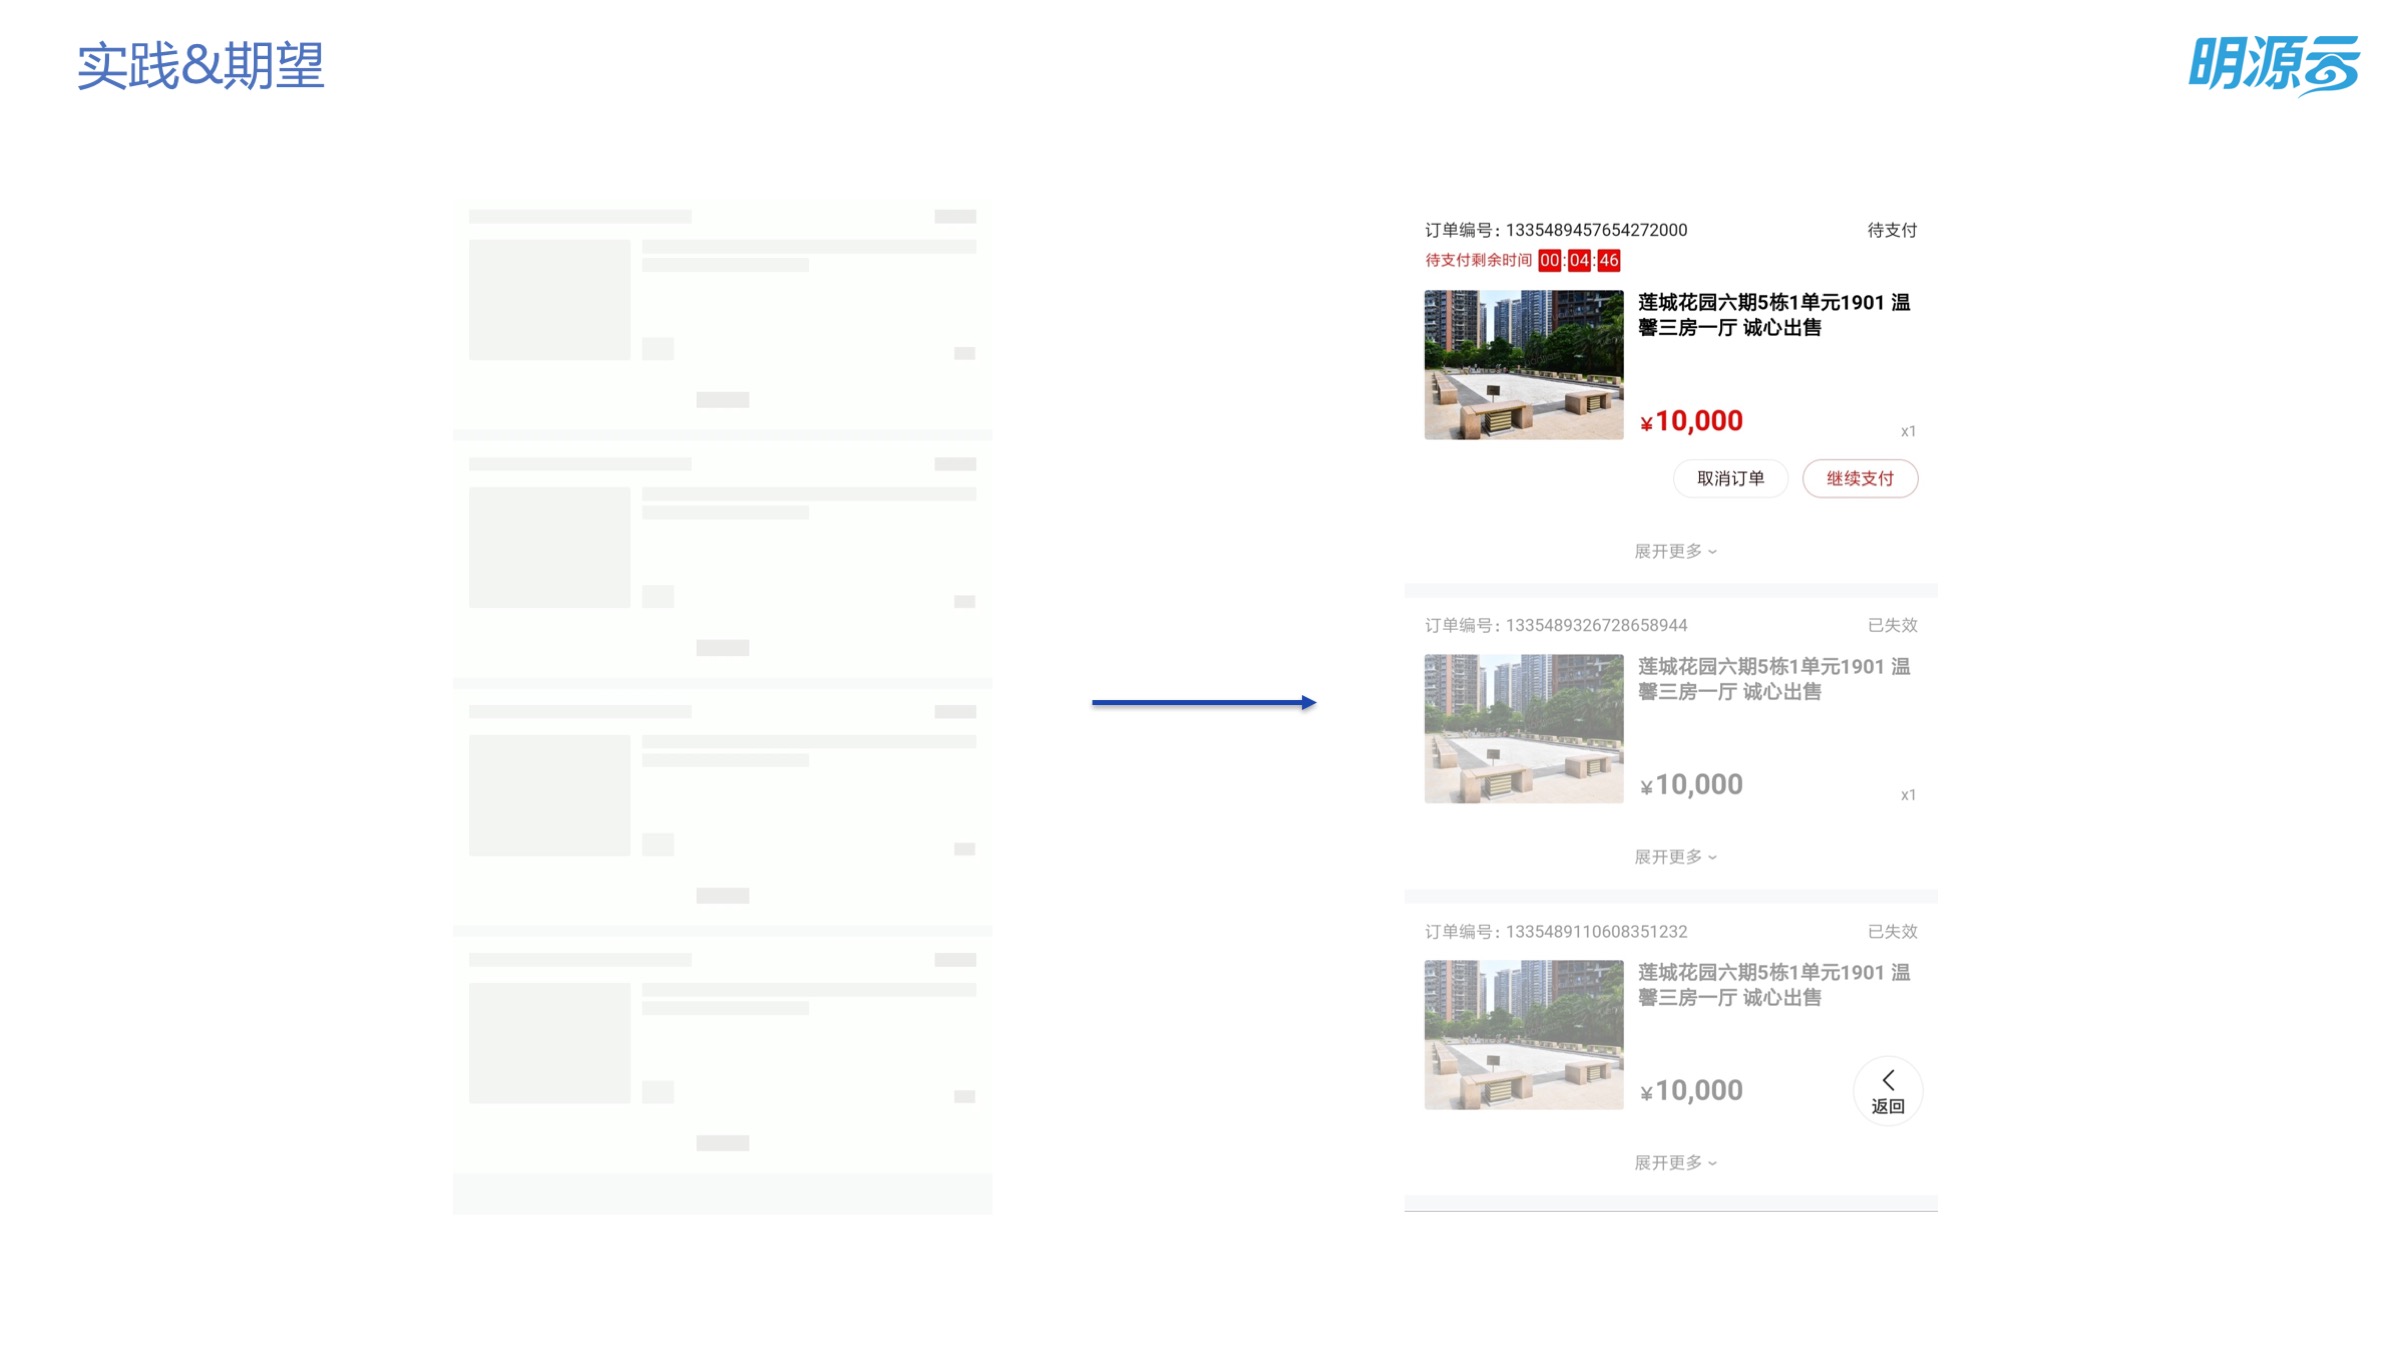 实践&期望
明源云
订单编号: 1335489457654272000 待支付
待支付剩余时间 00:04:46
莲城花园六期5栋1单元1901 温
馨三房一厅 诚心出售
¥10,000
x1
取消订单 继续支付
展开更多
订单编号: 1335489326728658944 已失效
莲城花园六期5栋1单元1901 温
馨三房一厅 诚心出售
¥10,000
x1
展开更多
订单编号: 1335489110608351232 已失效
莲城花园六期5栋1单元1901 温
馨三房一厅 诚心出售
¥10,000
返回
展开更多